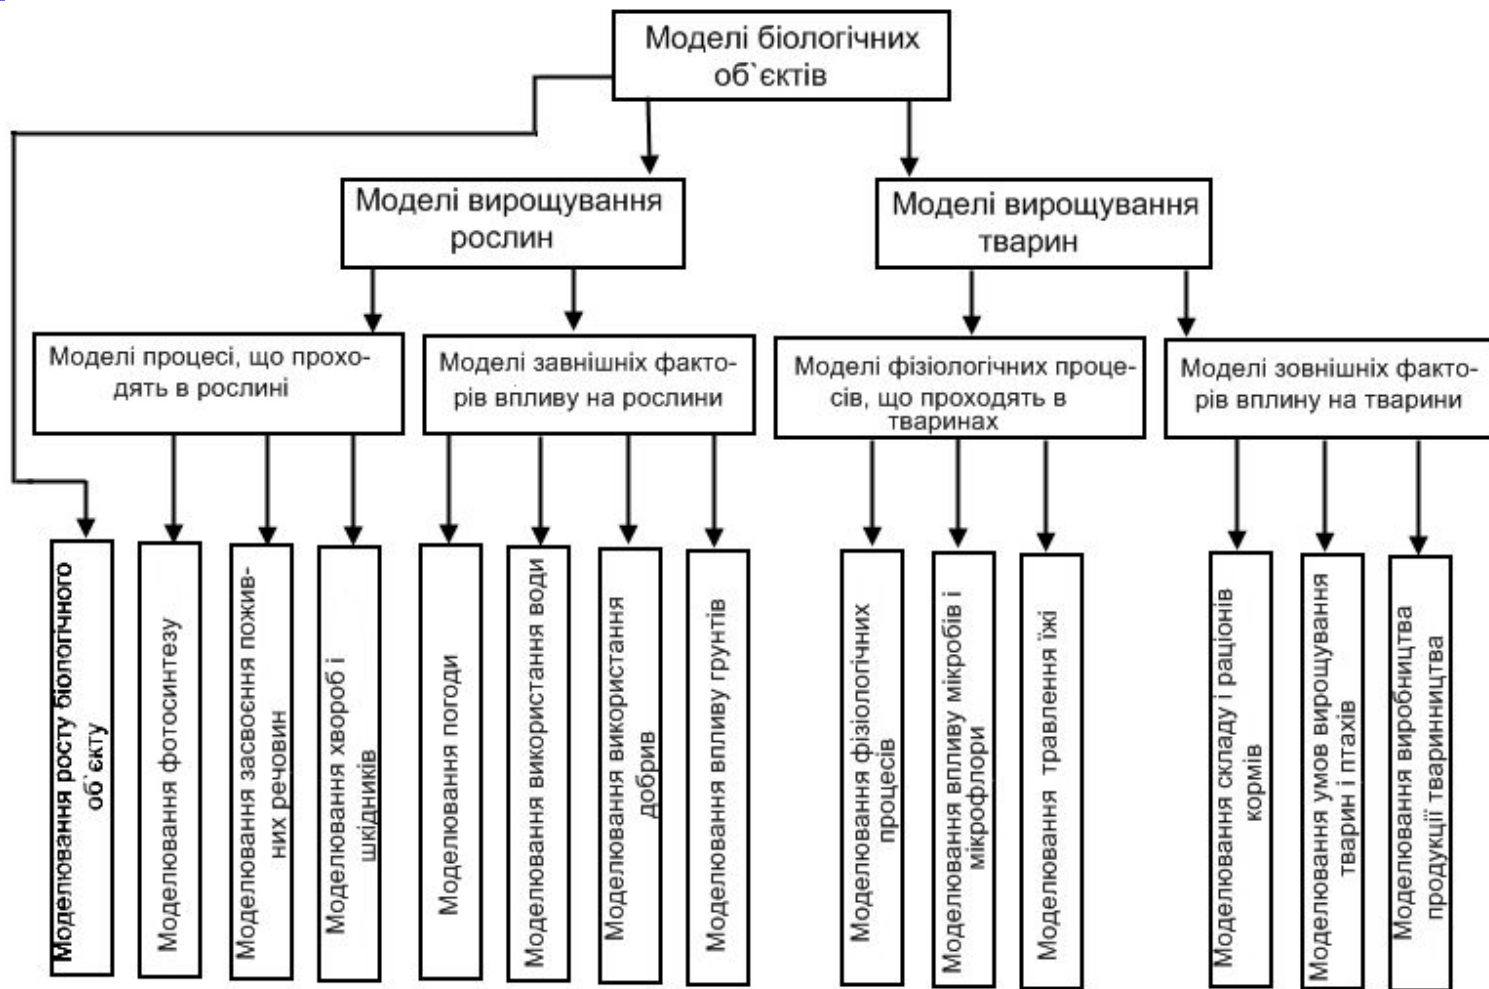 Моделі біологічних
об`єктів
Моделі вирощування
рослин
Моделі вирощування
тварин
Моделі процесі, що прохо-
дять в рослині
Моделі завнішніх факто-
рів впливу на рослини
Моделі фізіологічних проце-
сів, що проходять в
тваринах
Моделі зовнішніх факто-
рів вплину на тварини
Моделювання росту біологічного
об`єкту
Моделювання фотосинтезу
Моделювання засвоєння пожив-
них речовин
Моделювання хвороб і
шкідників
Моделювання погоди
Моделювання використання води
Моделювання використання
добрив
Моделювання впливу грунтів
Моделювання фізіологічних
процесів
Моделювання впливу мікробів і
мікрофлори
Моделювання травлення їжі
Моделювання складу і раціонів
кормів
Моделювання умов вирощування
тварин і птахів
Моделювання виробництва
продукції тваринництва